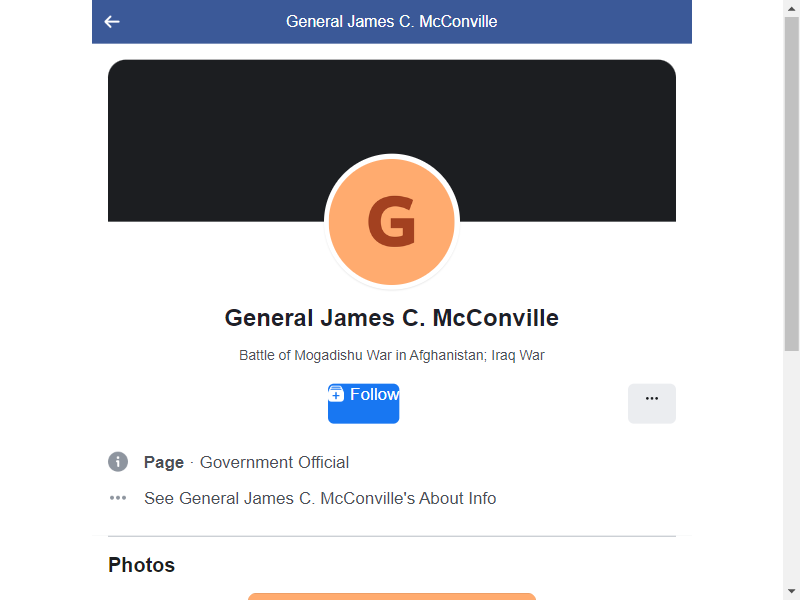 General James C. McConville
G
General James C. McConville
Battle of Mogadishu War in Afghanistan; Iraq War
Follow
Page · Government Official
See General James C. McConville's About Info
Photos